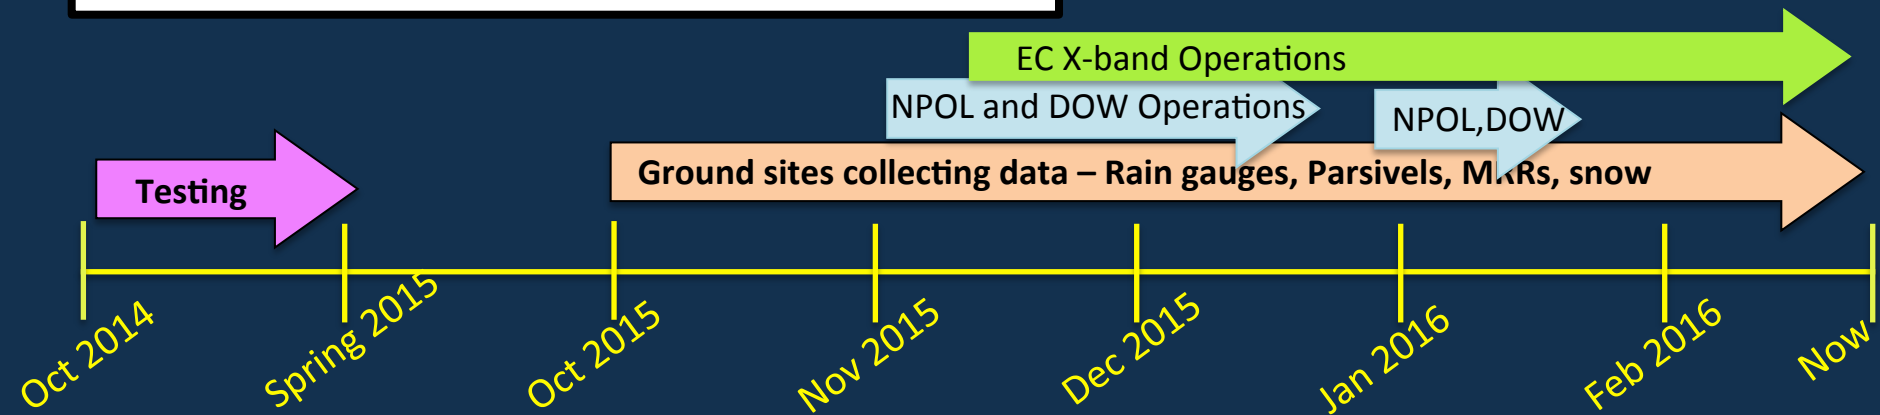 EC X-band Operations
NPOL and DOW Operations
NPOL,DOW
Testing
Ground sites collecting data – Rain gauges, Parsivels, MRRs, snow
Oct 2014
Spring 2015
Oct 2015
Nov 2015
Dec 2015
Jan 2016
Feb 2016
Now